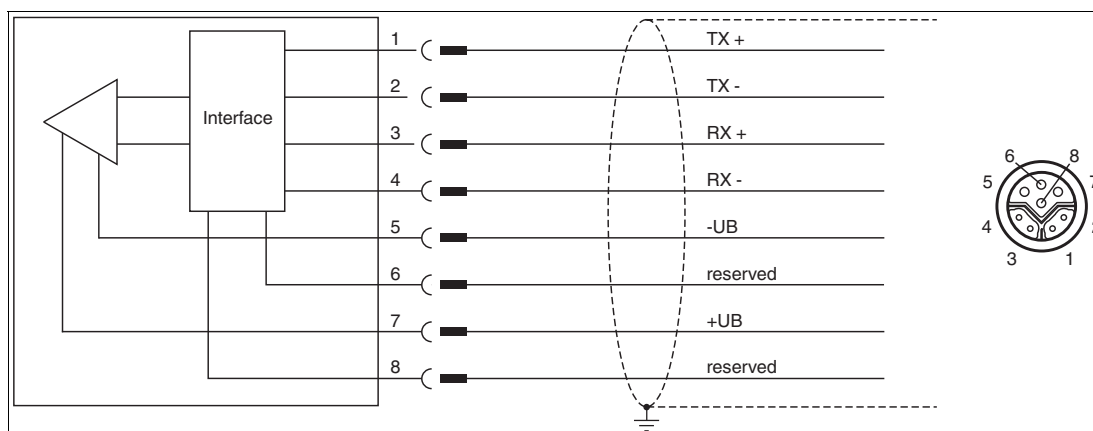 1 TX +
2 TX -
Interface
3 RX +
4 RX -
5 -UB
6 reserved
7 +UB
8 reserved
6 8
5 7
4
3 1